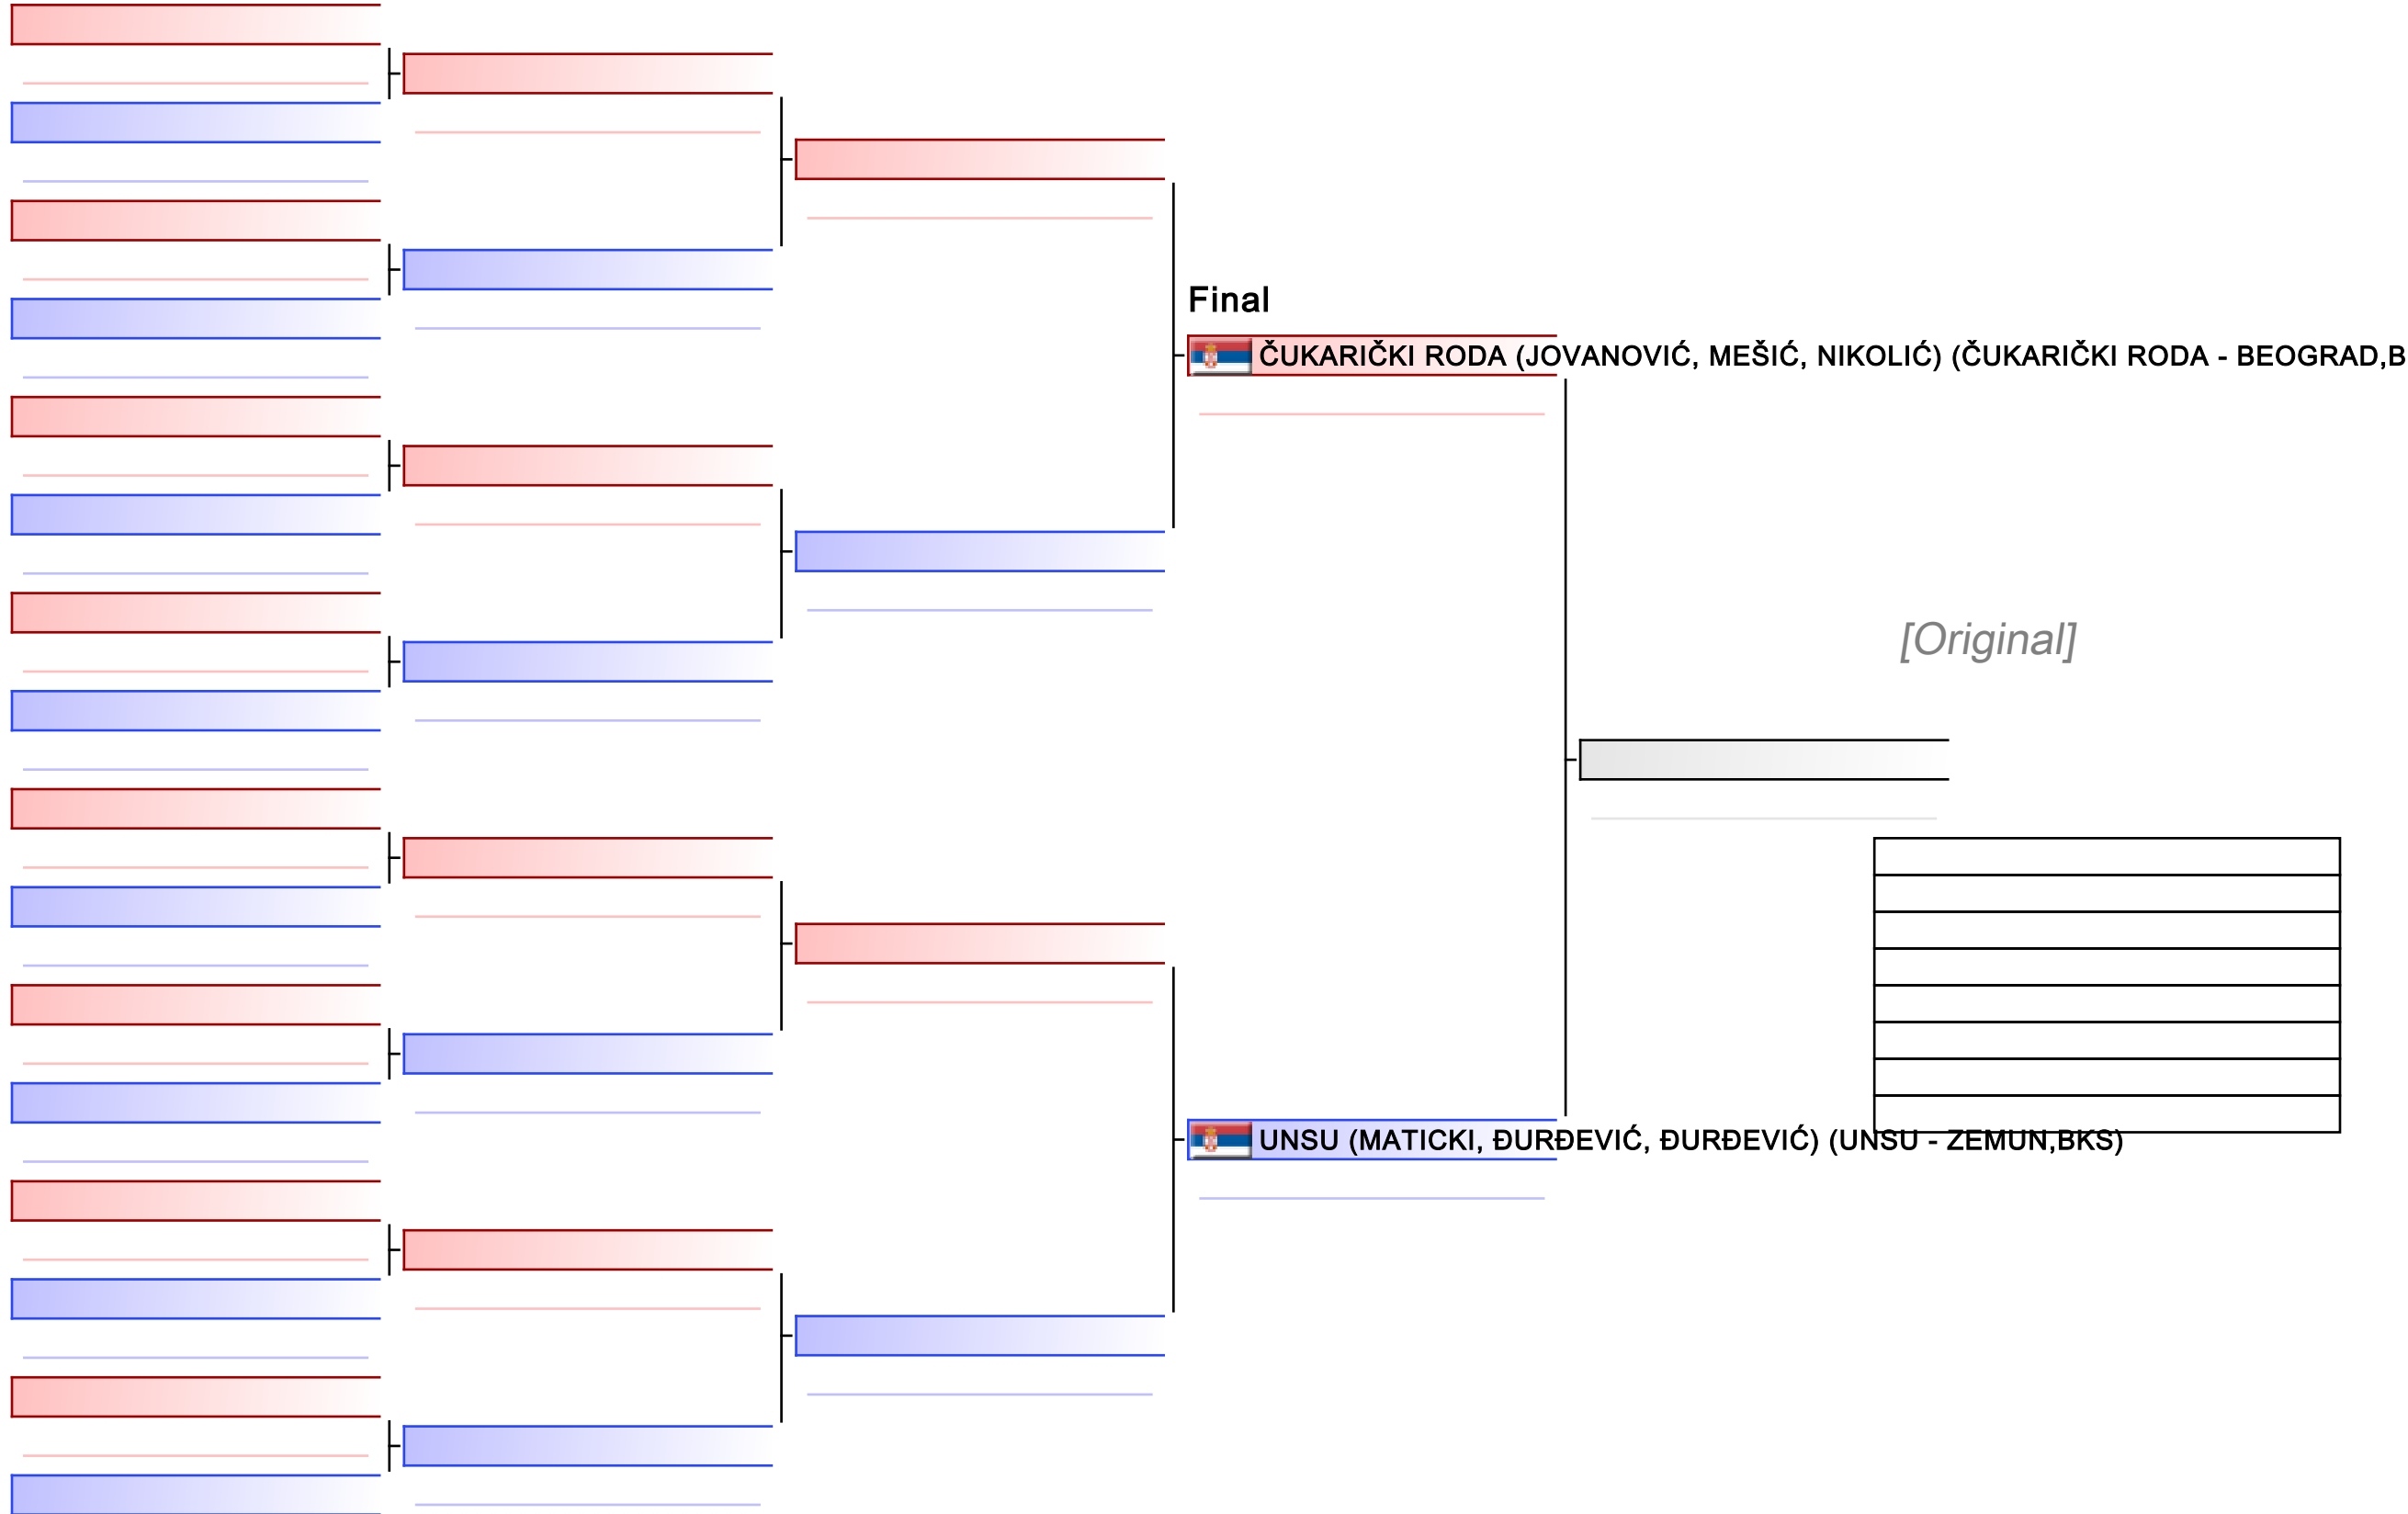 Final
ČUKARIČKI RODA (JOVANOVIĆ, MEŠIĆ, NIKOLIĆ) (ČUKARIČKI RODA - BEOGRAD,B
[Original]
UNSU (MATICKI, ĐURĐEVIĆ, ĐURĐEVIĆ) (UNSU - ZEMUN,BKS)